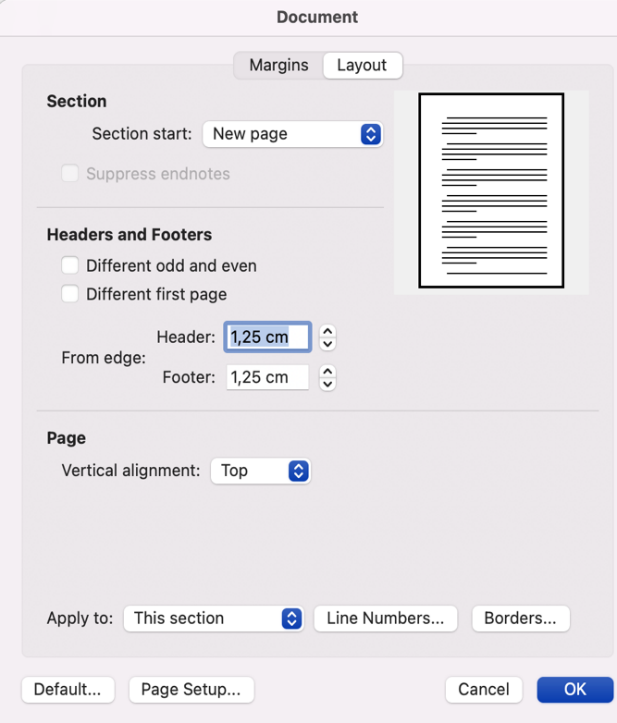 Document
Margins Layout
Section
Section start: New page
Suppress endnotes
Headers and Footers
Different odd and even
Different first page
Header: 1,25 cm
From edge:
Footer: 1,25 cm
Page
Vertical alignment: Top
Apply to: This section Line Numbers... Borders...
Default... Page Setup... Cancel OK